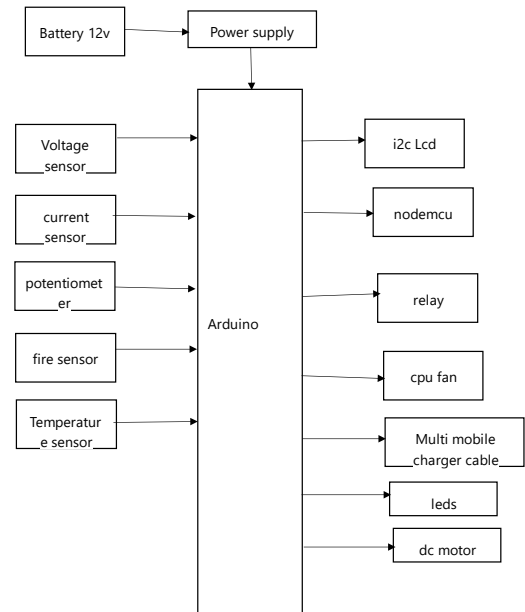 Battery 12v
Power supply
Voltage
sensor
current
sensor
potentiomet
er
fire sensor
Temperatur
e sensor
Arduino
i2c Lcd
nodemcu
relay
cpu fan
Multi mobile
charger cable
leds
dc motor